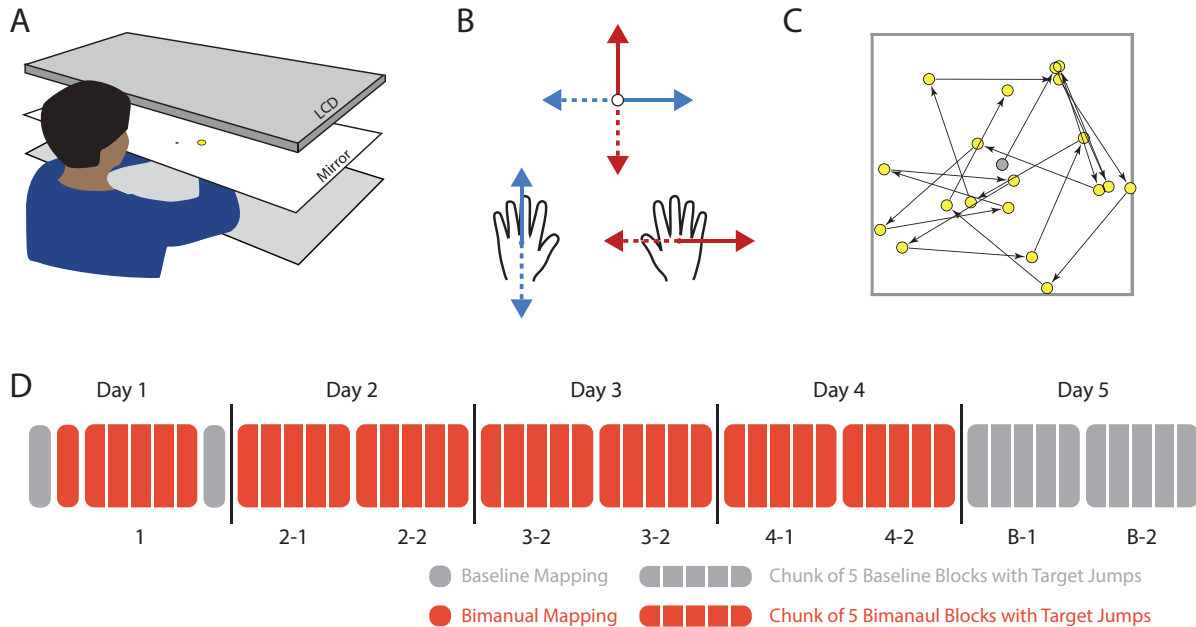 A
LCD
Mirror
B
C
D
Day 1
Day 2
Day 3
Day 4
Day 5
1
2-1
2-2
3-2
3-2
4-1
4-2
B-1
B-2
Baseline Mapping
Chunk of 5 Baseline Blocks with Target Jumps
Bimanual Mapping
Chunk of 5 Bimanaul Blocks with Target Jumps